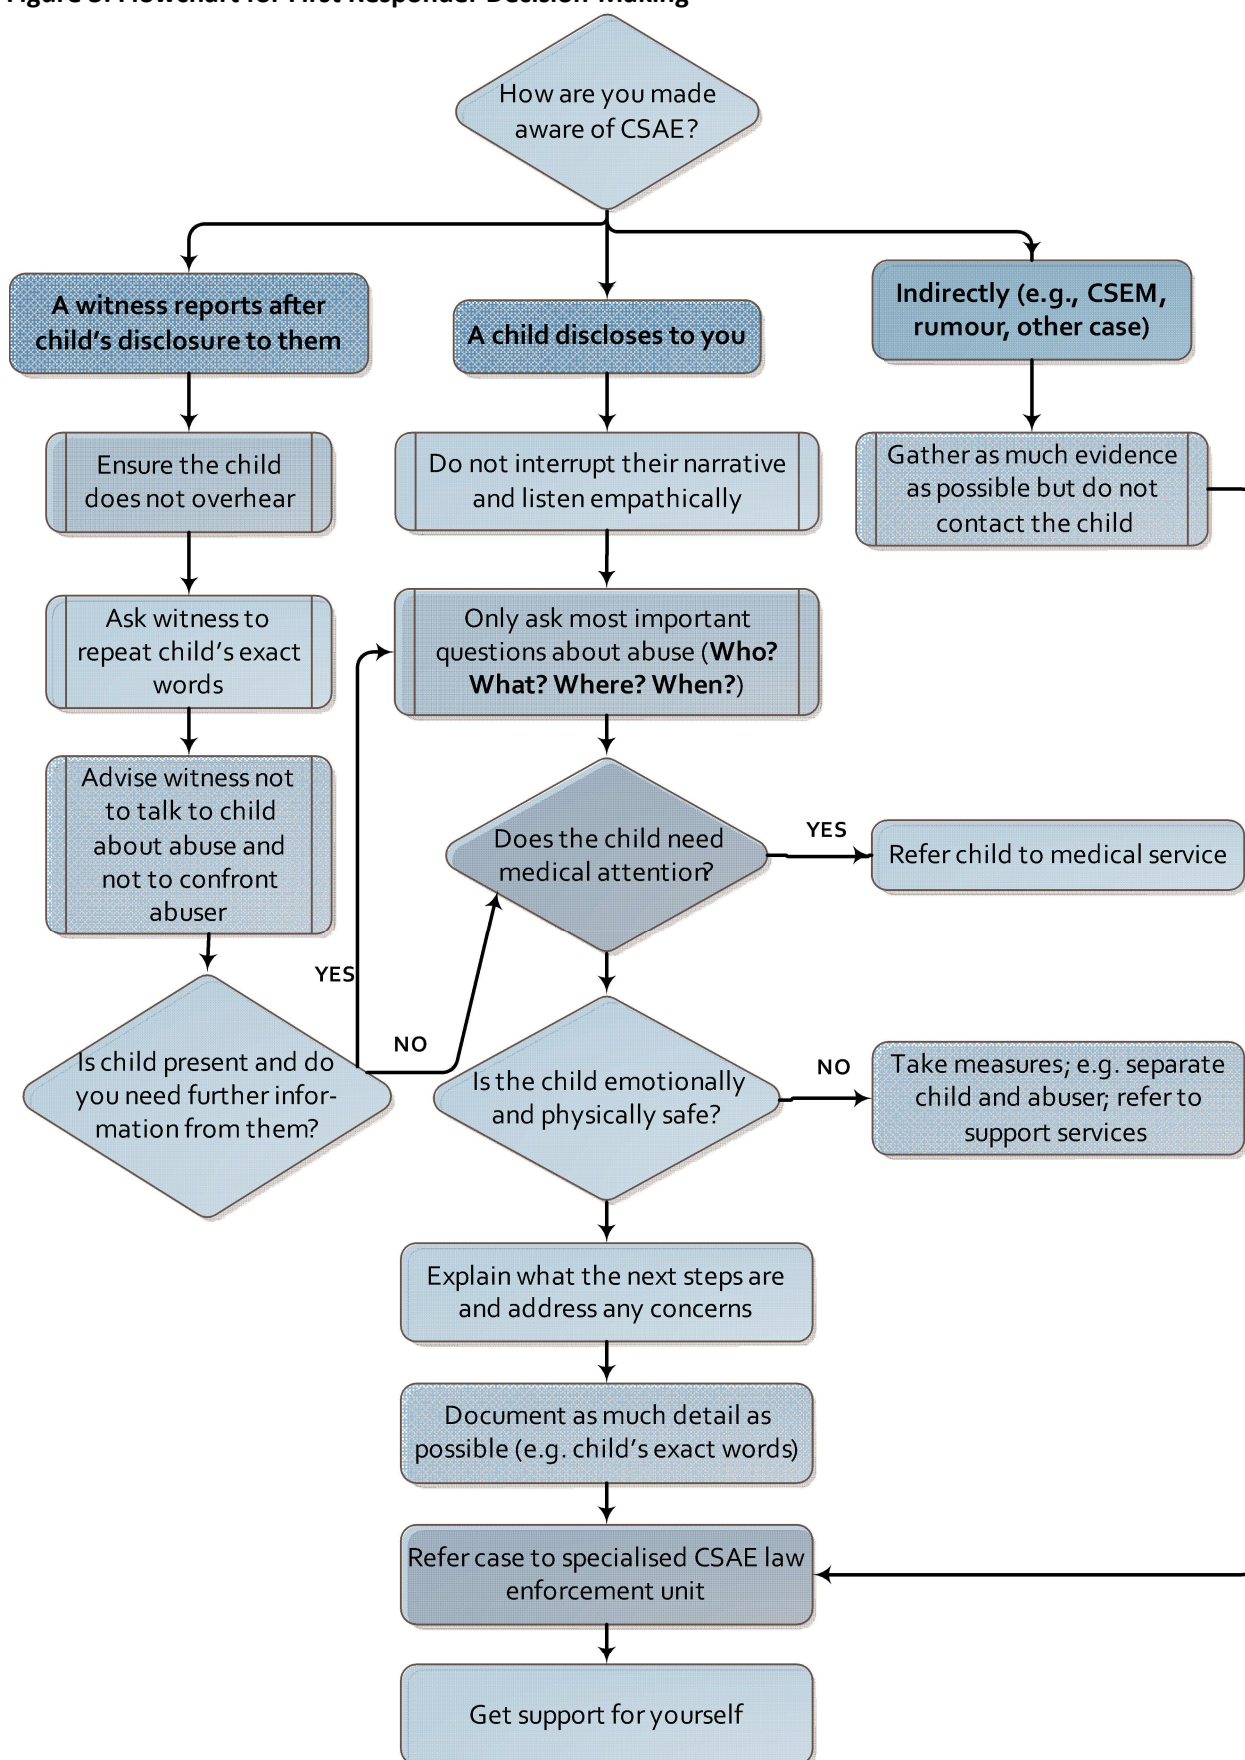 Figure 3: Flowchart for First Responder Decision-Making
How are you made
aware of CSAE?
A witness reports after
child's disclosure to them
A child discloses to you
Indirectly (e.g., CSEM,
rumour, other case)
Ensure the child
does not overhear
Do not interrupt their narrative
and listen empathically
Gather as much evidence
as possible but do not
contact the child
Ask witness to
repeat child's exact
words
Only ask most important
questions about abuse (Who?
What? Where? When?)
Advise witness not
to talk to child
about abuse and
not to confront
abuser
Does the child need
medical attention?
YES
Refer child to medical service
YES
NO
Is child present and do
you need further infor-
mation from them?
Is the child emotionally
and physically safe?
NO
Take measures; e.g. separate
child and abuser; refer to
support services
Explain what the next steps are
and address any concerns
Document as much detail as
possible (e.g. child's exact words)
Refer case to specialised CSAE law
enforcement unit
Get support for yourself